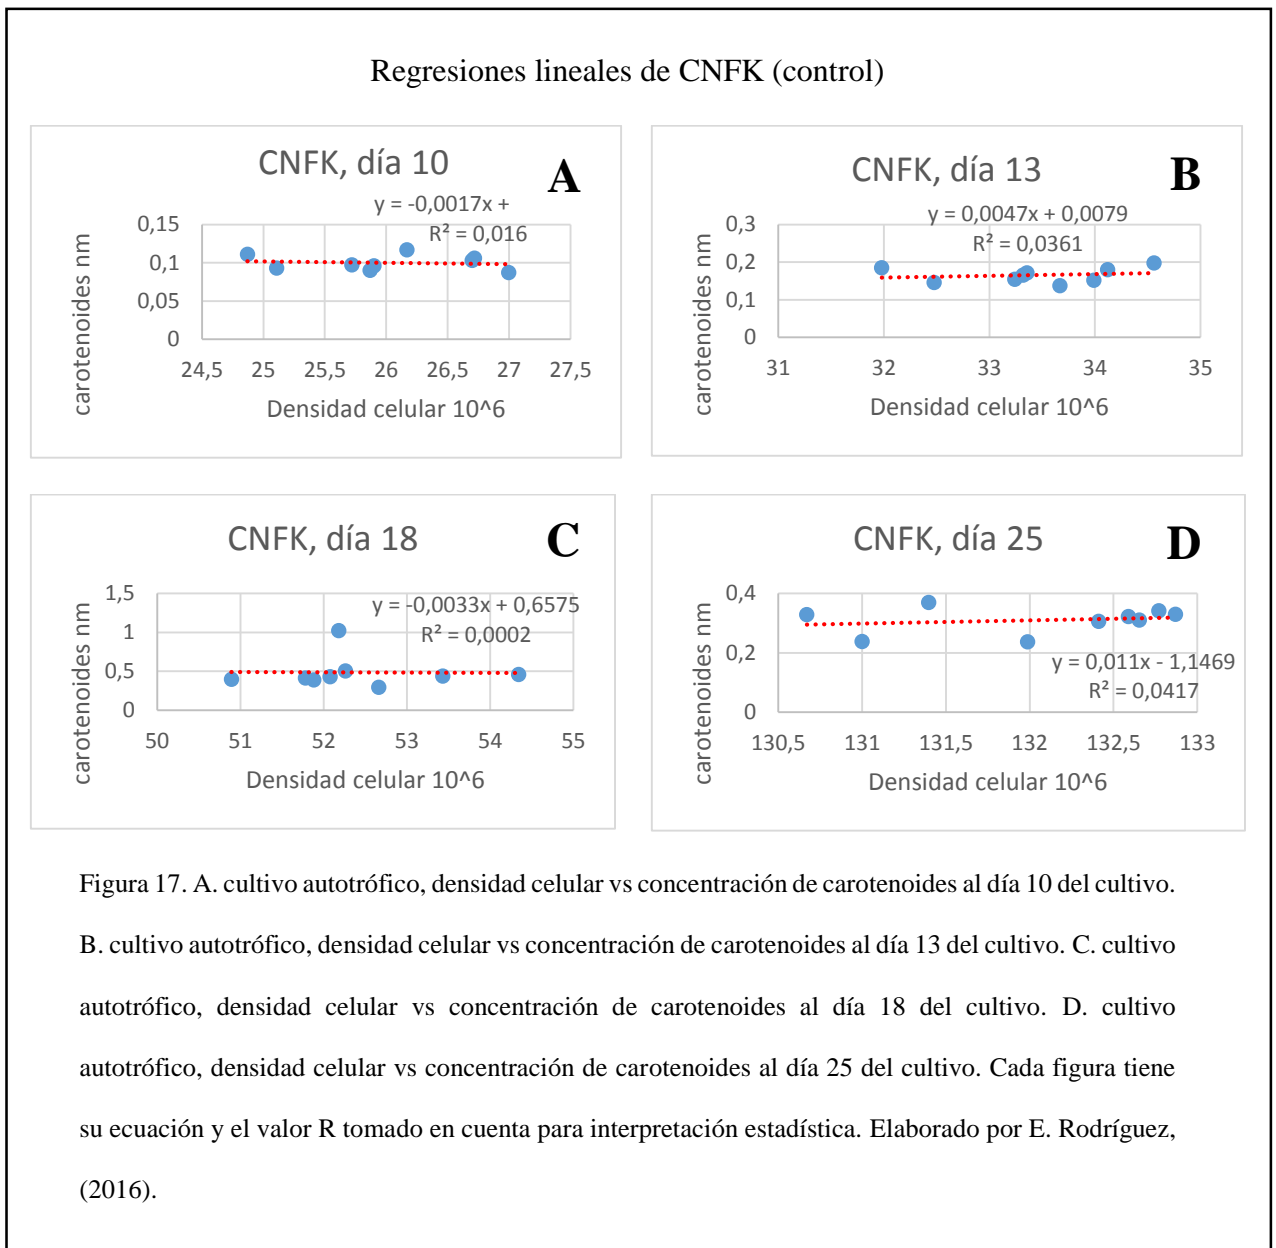 Regresiones lineales de CNFK (control)
CNFK, día 10
A
y = -0,0017x +
R² = 0,016
carotenoides nm
0,15
0,1
0,05
0
24,5 25 25,5 26 26,5 27 27,5
Densidad celular 10^6
CNFK, día 13
B
y = 0,0047x + 0,0079
R² = 0,0361
carotenoides nm
0,3
0,2
0,1
0
31 32 33 34 35
Densidad celular 10^6
CNFK, día 18
C
y = -0,0033x + 0,6575
R² = 0,0002
carotenoides nm
1,5
1
0,5
0
50 51 52 53 54 55
Densidad celular 10^6
CNFK, día 25
D
carotenoides nm
0,4
0,2
0
y = 0,011x - 1,1469
R² = 0,0417
130,5 131 131,5 132 132,5 133
Densidad celular 10^6
Figura 17. A. cultivo autotrófico, densidad celular vs concentración de carotenoides al día 10 del cultivo.
B. cultivo autotrófico, densidad celular vs concentración de carotenoides al día 13 del cultivo. C. cultivo
autotrófico, densidad celular vs concentración de carotenoides al día 18 del cultivo. D. cultivo
autotrófico, densidad celular vs concentración de carotenoides al día 25 del cultivo. Cada figura tiene
su ecuación y el valor R tomado en cuenta para interpretación estadística. Elaborado por E. Rodríguez,
(2016).